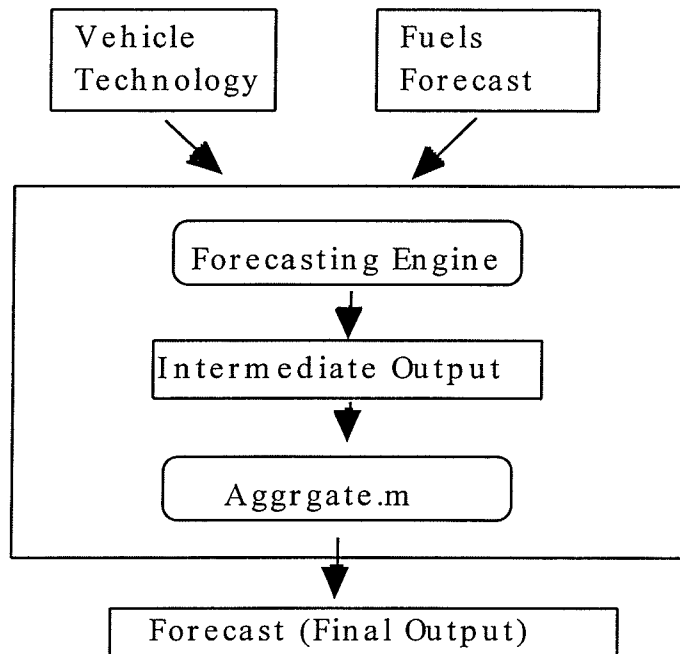 Vehicle
Technology
Fuels
Forecast
Forecasting Engine
Intermediate Output
Aggrgate.m
Forecast (Final Output)